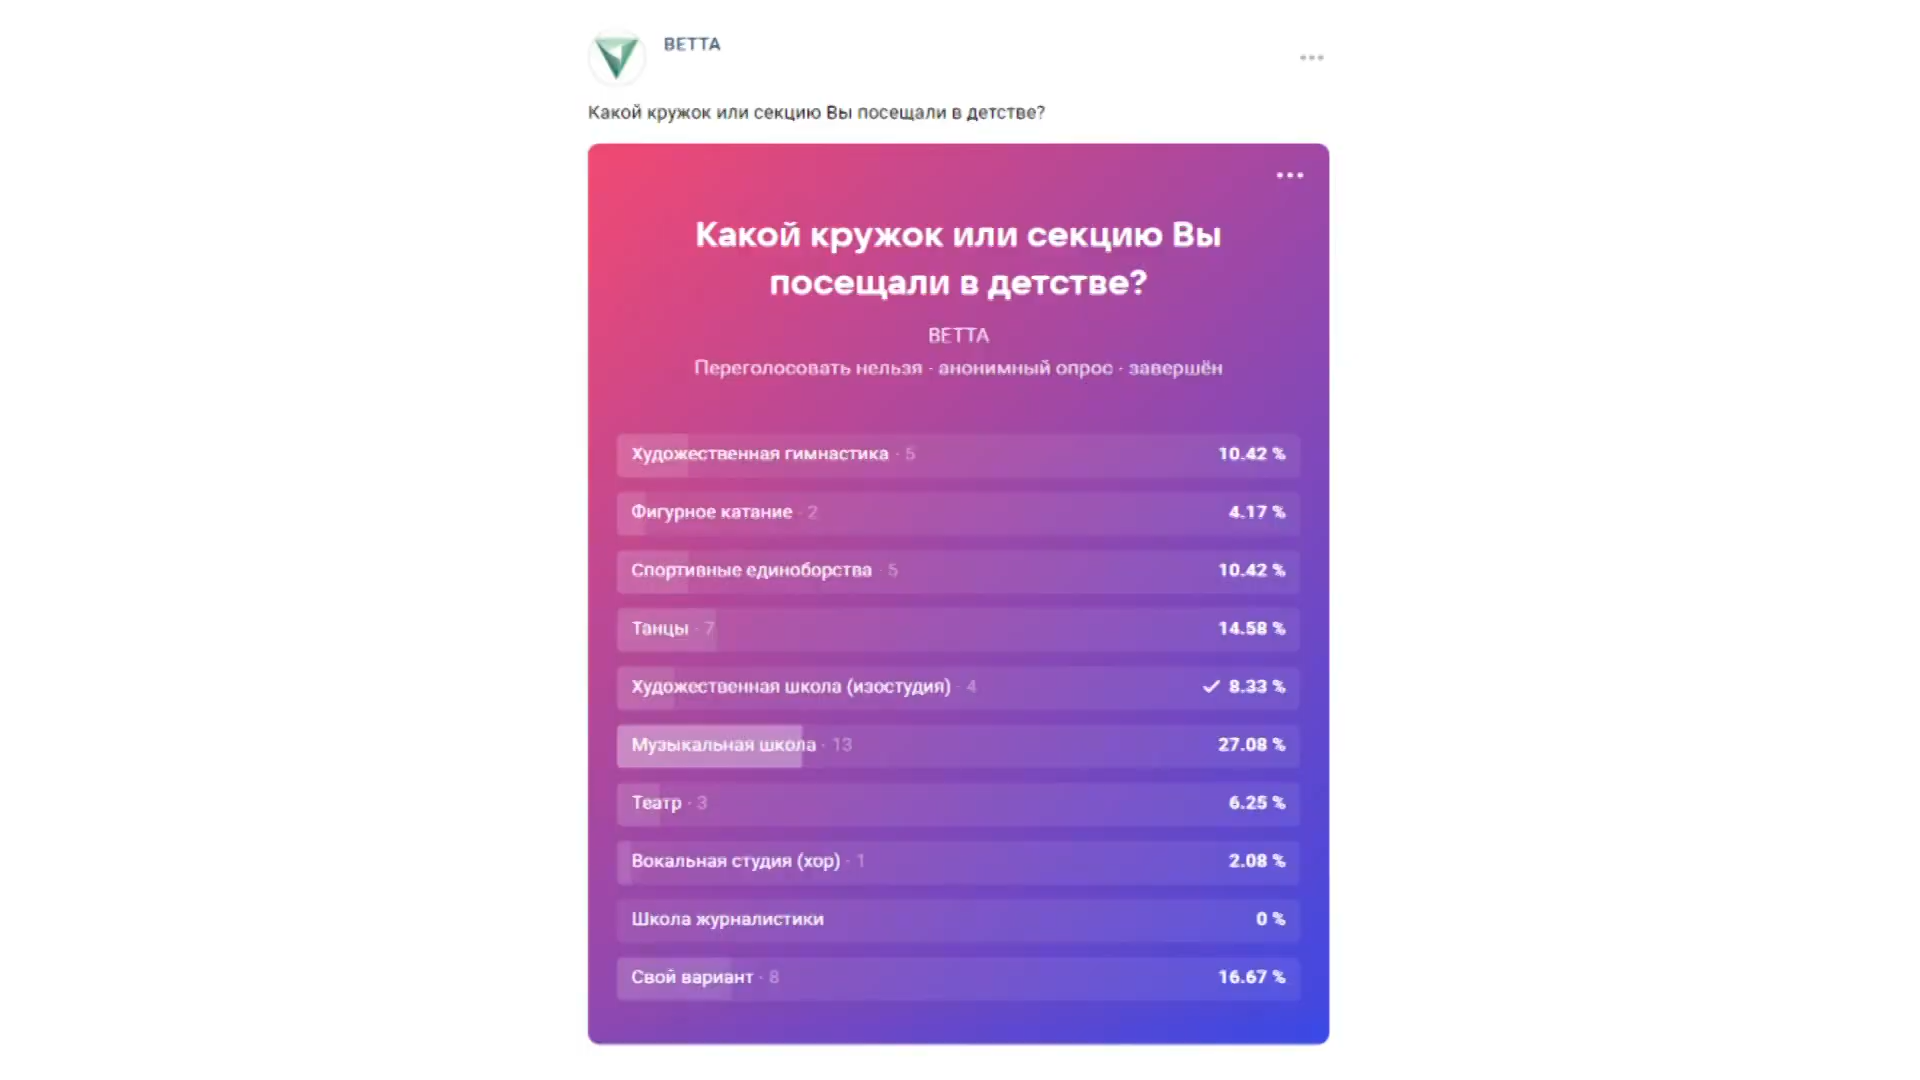 ВЕТТА
Какой кружок или секцию Вы посещали в детстве?
Какой кружок или секцию Вы
посещали в детстве?
ВЕТТА
Переголосовать нельзя · анонимный опрос · завершён
Художественная гимнастика · 5 10.42 %
Фигурное катание · 2 4.17 %
Спортивные единоборства · 5 10.42 %
Танцы · 7 14.58 %
Художественная школа (изостудия) · 4 8.33 %
Музыкальная школа · 13 27.08 %
Театр · 3 6.25 %
Вокальная студия (хор) · 1 2.08 %
Школа журналистики 0 %
Свой вариант · 8 16.67 %